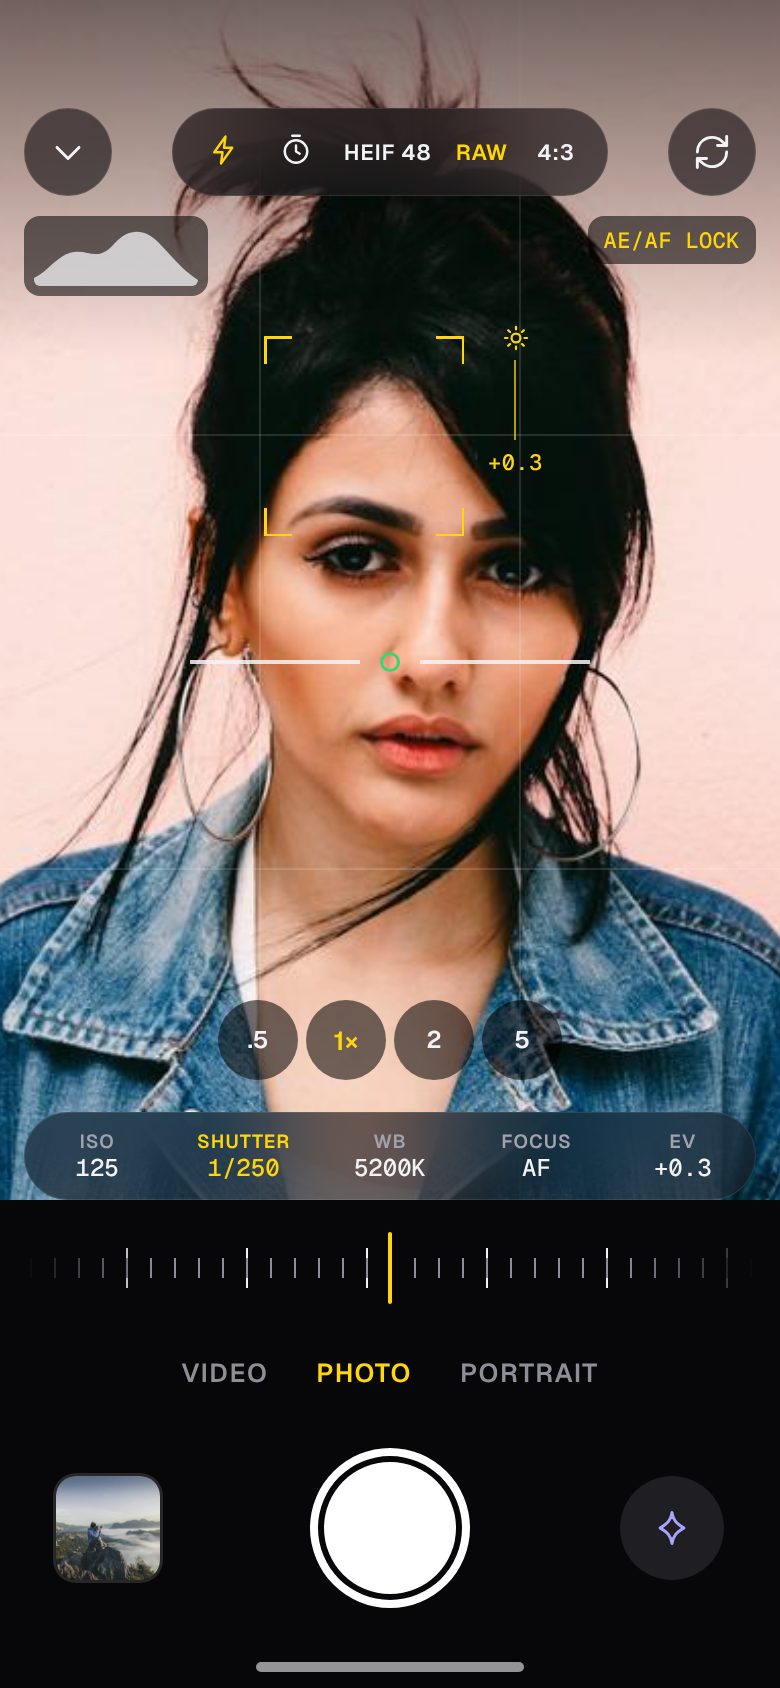 HEIF 48 RAW 4:3
AE/AF LOCK
+0.3
.5 1× 2 5
ISO SHUTTER WB FOCUS EV
125 1/250 5200K AF +0.3
VIDEO PHOTO PORTRAIT